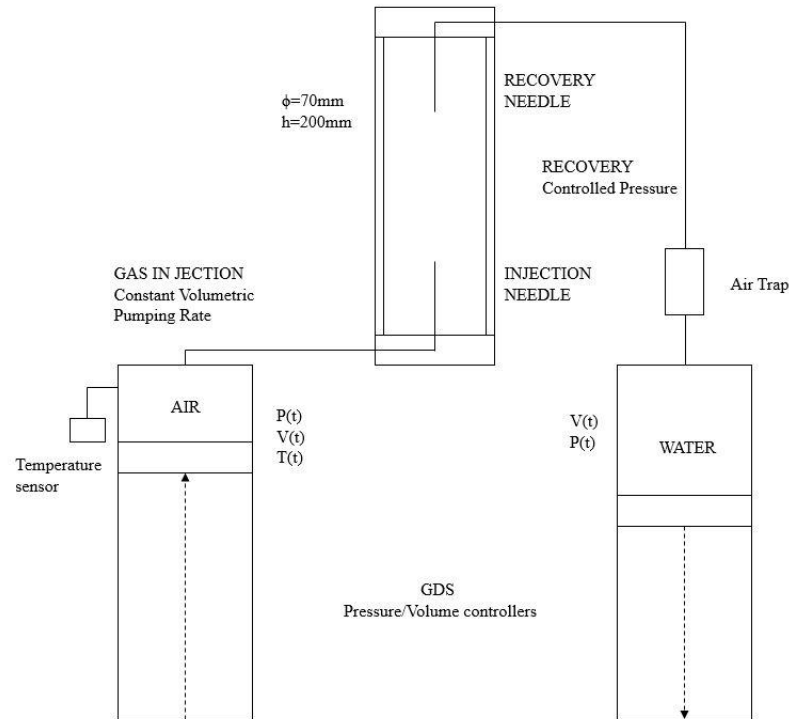 ϕ=70mm
h=200mm
RECOVERY
NEEDLE
RECOVERY
Controlled Pressure
GAS IN JECTION
Constant Volumetric
Pumping Rate
INJECTION
NEEDLE
Air Trap
AIR
P(t)
V(t)
T(t)
Temperature
sensor
V(t)
P(t)
WATER
GDS
Pressure/Volume controllers